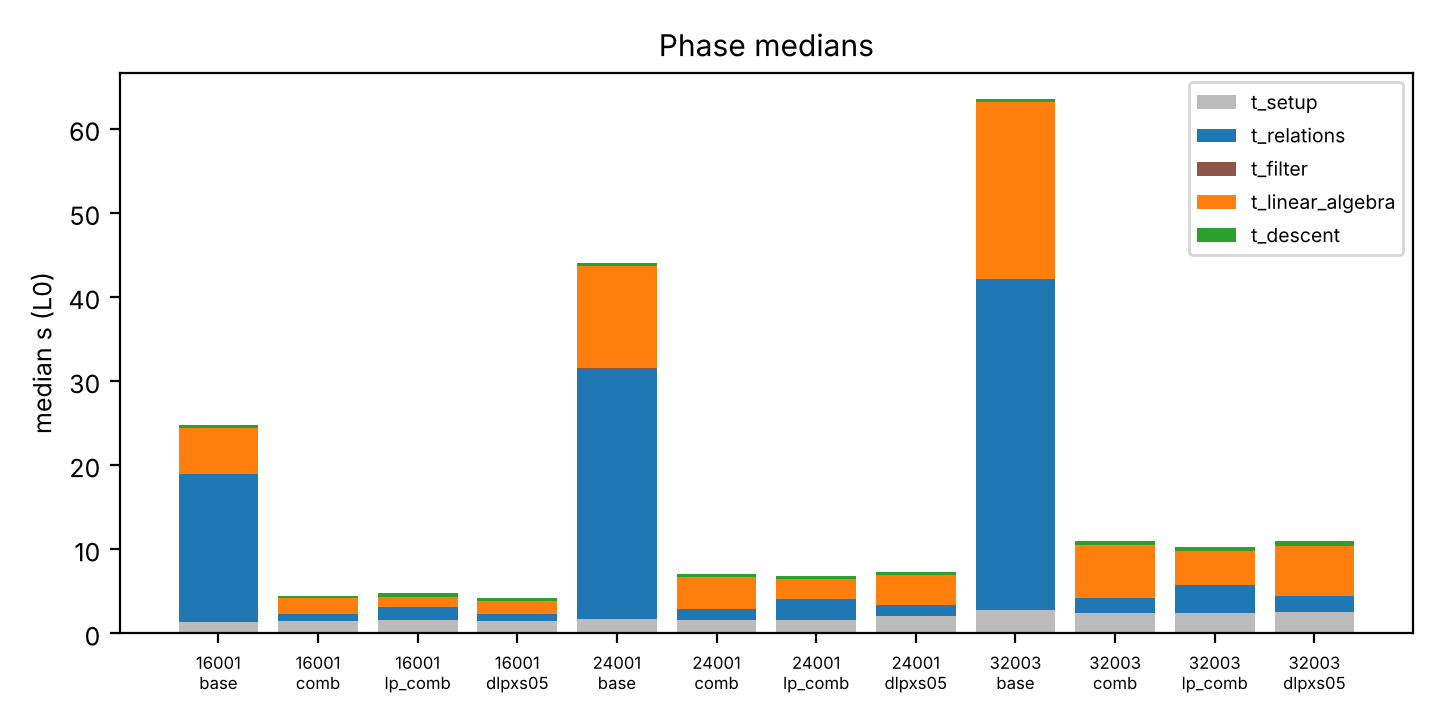 Phase medians
median s (L0)
60
50
40
30
20
10
0
t_setup
t_relations
t_filter
t_linear_algebra
t_descent
16001 16001 16001 16001 24001 24001 24001 24001 32003 32003 32003 32003
base comb lp_comb dlpxs05 base comb lp_comb dlpxs05 base comb lp_comb dlpxs05